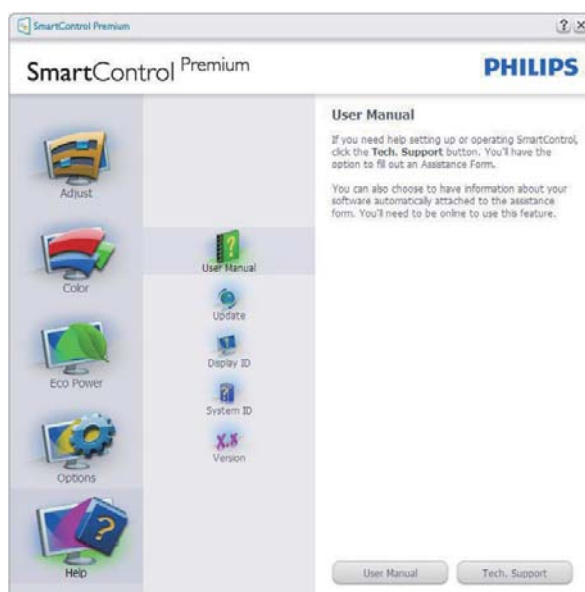 SmartControl Premium
? X
SmartControl Premium
PHILIPS
Adjust
Color
Eco Power
Options
Help
User Manual
Update
Display ID
System ID
X.X
Version
User Manual
If you need help setting up or operating SmartControl,
click the Tech. Support button. You'll have the
option to fill out an Assistance Form.
You can also choose to have information about your
software automatically attached to the assistance
form. You'll need to be online to use this feature.
User Manual
Tech. Support